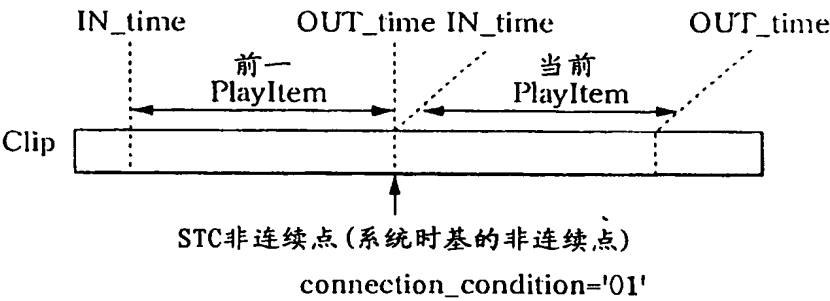 IN_time OUT_time IN_time OUT_time
前一 当前
PlayItem PlayItem
Clip
STC非连续点(系统时基的非连续点)
connection_condition='01'